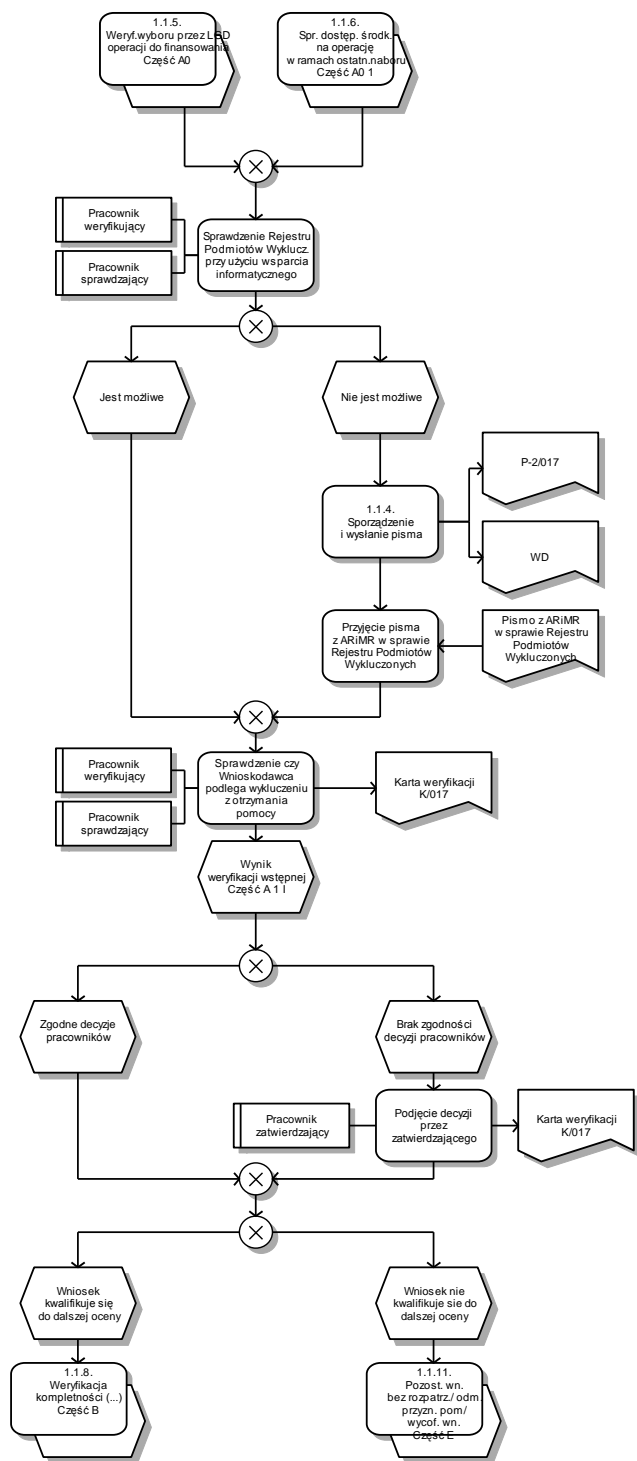 1.1.5.
Weryf.wyboru przez LGD
operacji do finansowania
Część A0
1.1.6.
Spr. dostęp. środk.
na operację
w ramach ostatn.naboru
Część A0 1
Pracownik
weryfikujący
Pracownik
sprawdzający
Sprawdzenie Rejestru
Podmiotów Wyklucz.
przy użyciu wsparcia
informatycznego
Jest możliwe
Nie jest możliwe
1.1.4.
Sporządzenie
i wysłanie pisma
P-2/017
WD
Przyjęcie pisma
z ARiMR w sprawie
Rejestru Podmiotów
Wykluczonych
Pismo z ARiMR
w sprawie Rejestru
Podmiotów
Wykluczonych
Pracownik
weryfikujący
Pracownik
sprawdzający
Sprawdzenie czy
Wnioskodawca
podlega wykluczeniu
z otrzymania
pomocy
Karta weryfikacji
K/017
Wynik
weryfikacji wstępnej
Część A 1 I
Zgodne decyzje
pracowników
Brak zgodności
decyzji pracowników
Pracownik
zatwierdzający
Podjęcie decyzji
przez
zatwierdzającego
Karta weryfikacji
K/017
Wniosek
kwalifikuje się
do dalszej oceny
Wniosek nie
kwalifikuje sie do
dalszej oceny
1.1.8.
Weryfikacja
kompletności (...)
Część B
1.1.11.
Pozost. wn.
bez rozpatrz./ odm.
przyzn. pom/
wycof. wn.
Część E